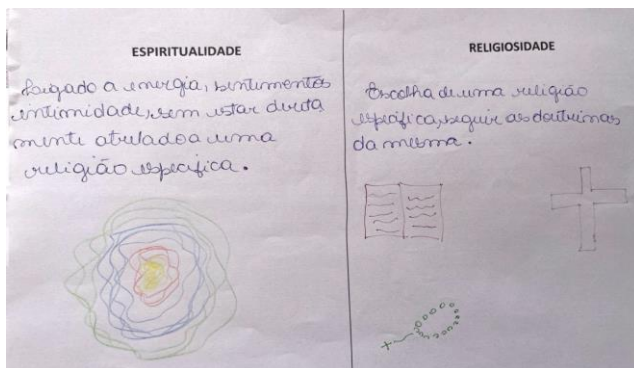 ESPIRITUALIDADE
Ligado a energia, sentimentos
intimidade, sem estar direta
mente atrelado a uma
religião específica.
RELIGIOSIDADE
Escolha de uma religião
específica, seguir as doutrinas
da mesma.